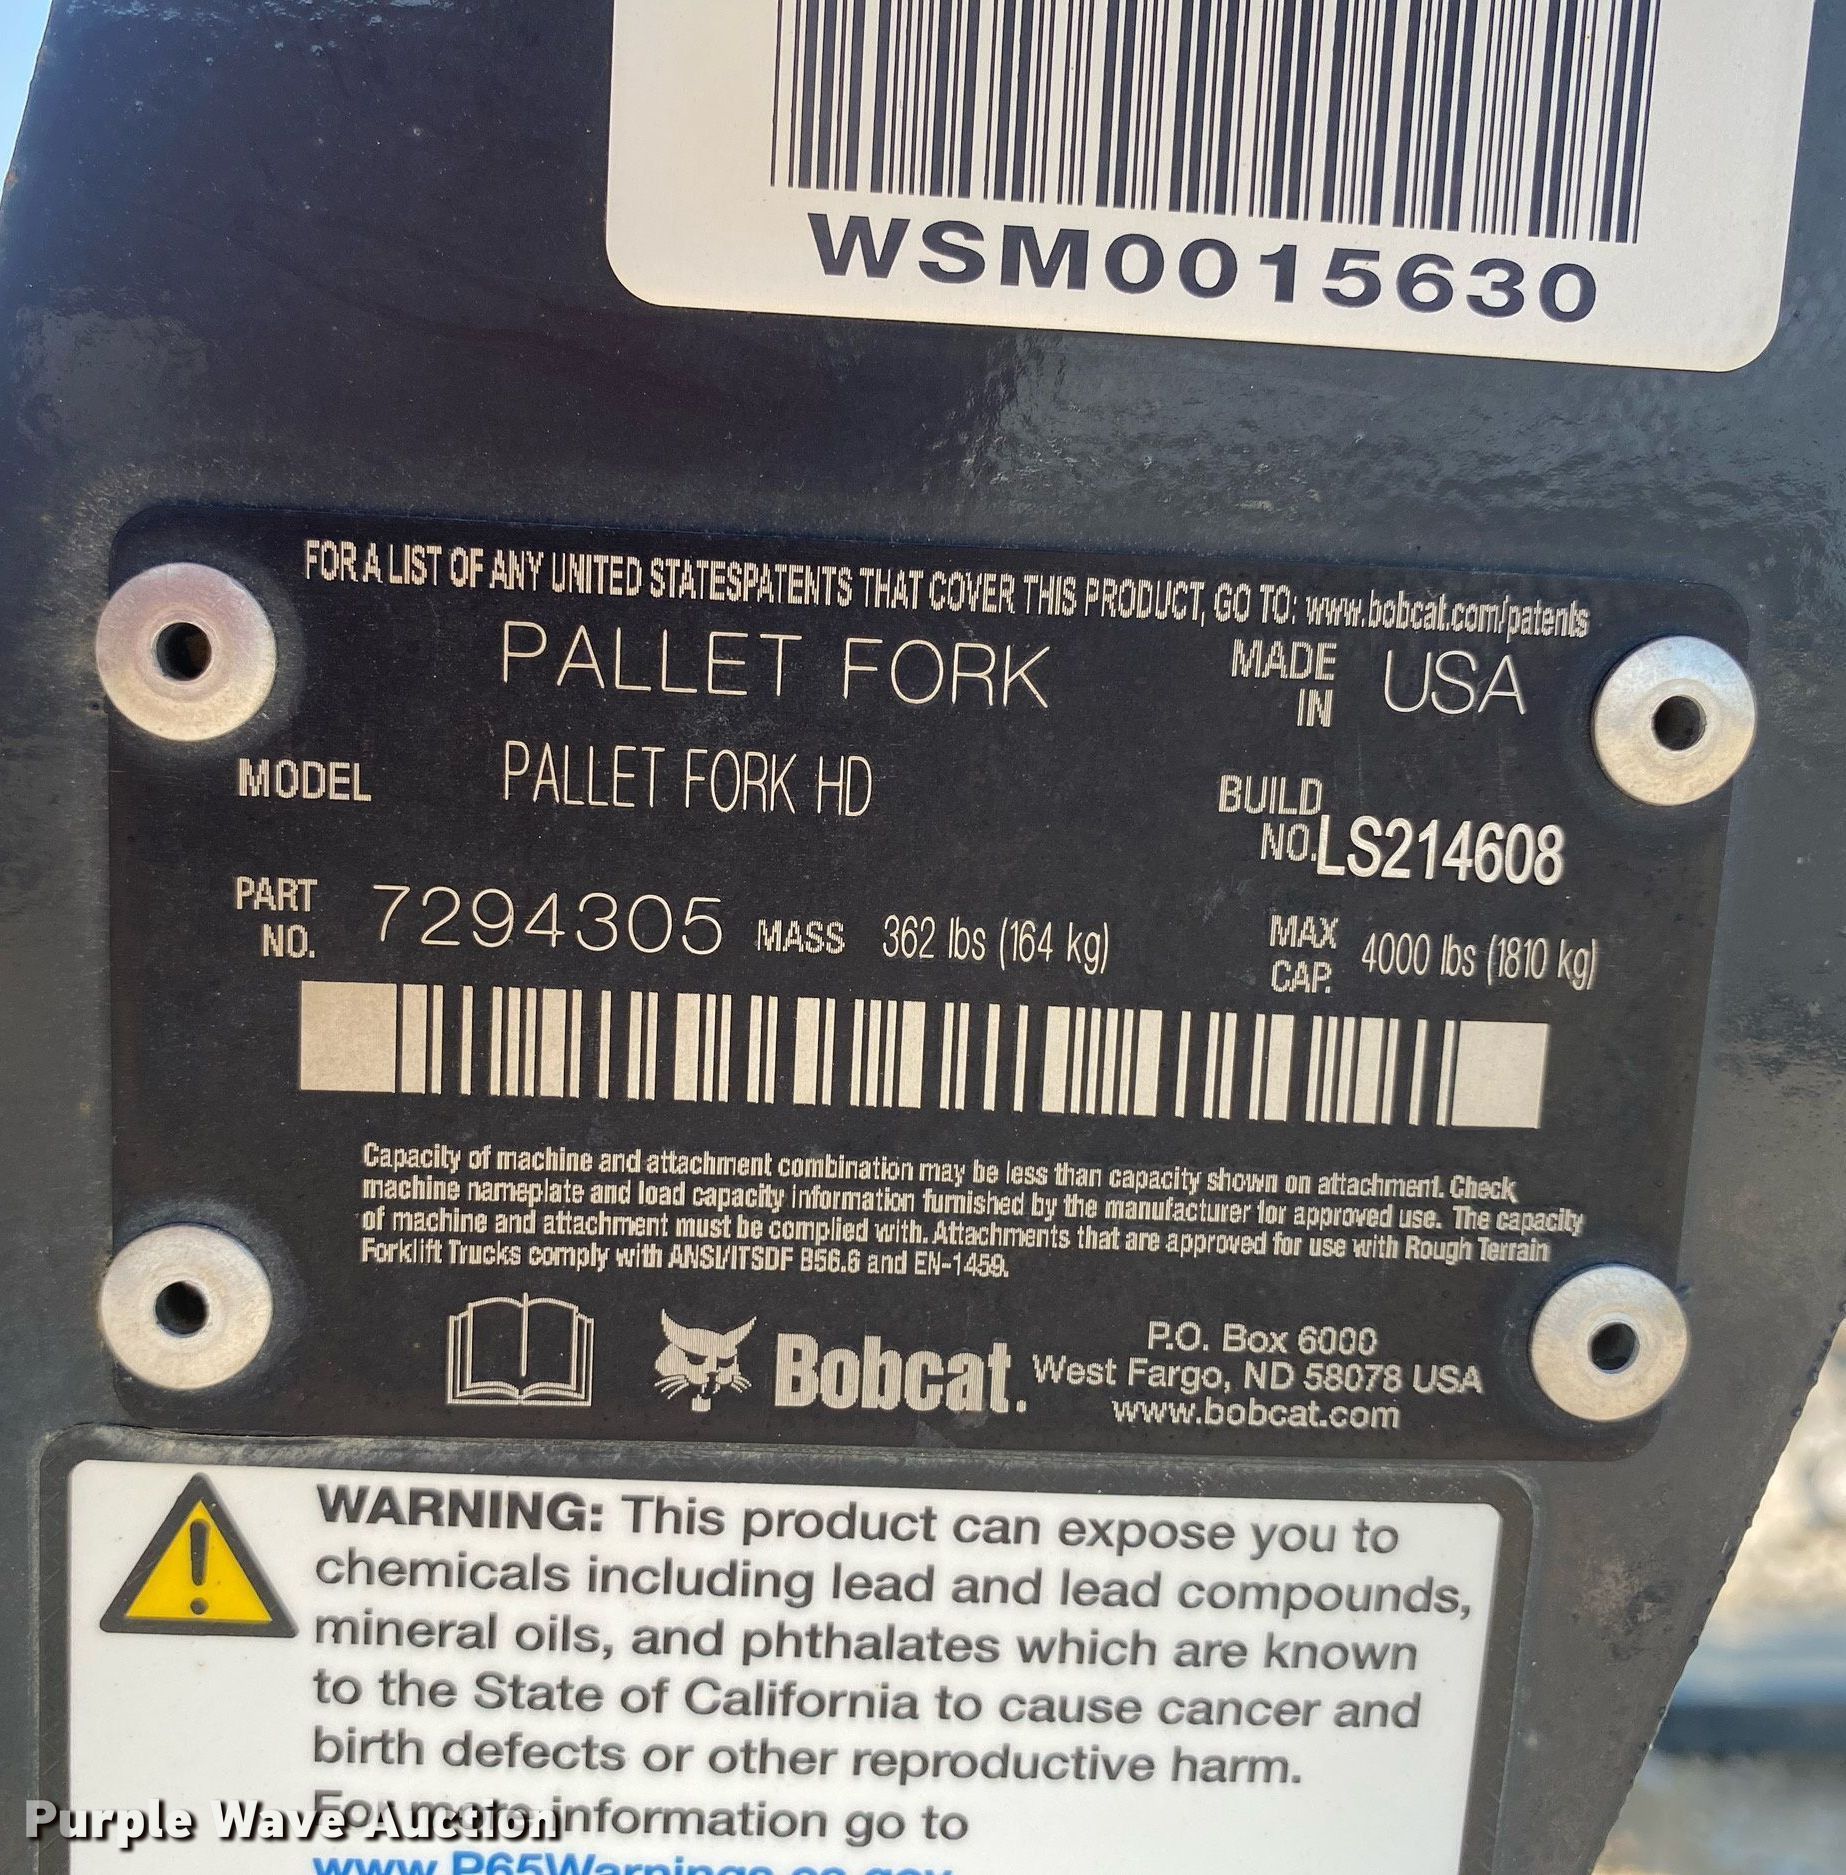 WSM0015630
FOR A LIST OF ANY UNITED STATESPATENTS THAT COVER THIS PRODUCT, GO TO: www.bobcat.com/patents
PALLET FORK MADE IN USA
MODEL PALLET FORK HD BUILD NO. LS214608
PART NO. 7294305 MASS 362 lbs (164 kg) MAX CAP. 4000 lbs (1810 kg)
Capacity of machine and attachment combination may be less than capacity shown on attachment. Check
machine nameplate and load capacity information furnished by the manufacturer for approved use. The capacity
of machine and attachment must be complied with. Attachments that are approved for use with Rough Terrain
Forklift Trucks comply with ANSI/ITSDF B56.6 and EN-1459.
Bobcat.
P.O. Box 6000
West Fargo, ND 58078 USA
www.bobcat.com
WARNING: This product can expose you to
chemicals including lead and lead compounds,
mineral oils, and phthalates which are known
to the State of California to cause cancer and
birth defects or other reproductive harm.
For more information go to
www.P65Warnings.ca.gov
Purple Wave Auction